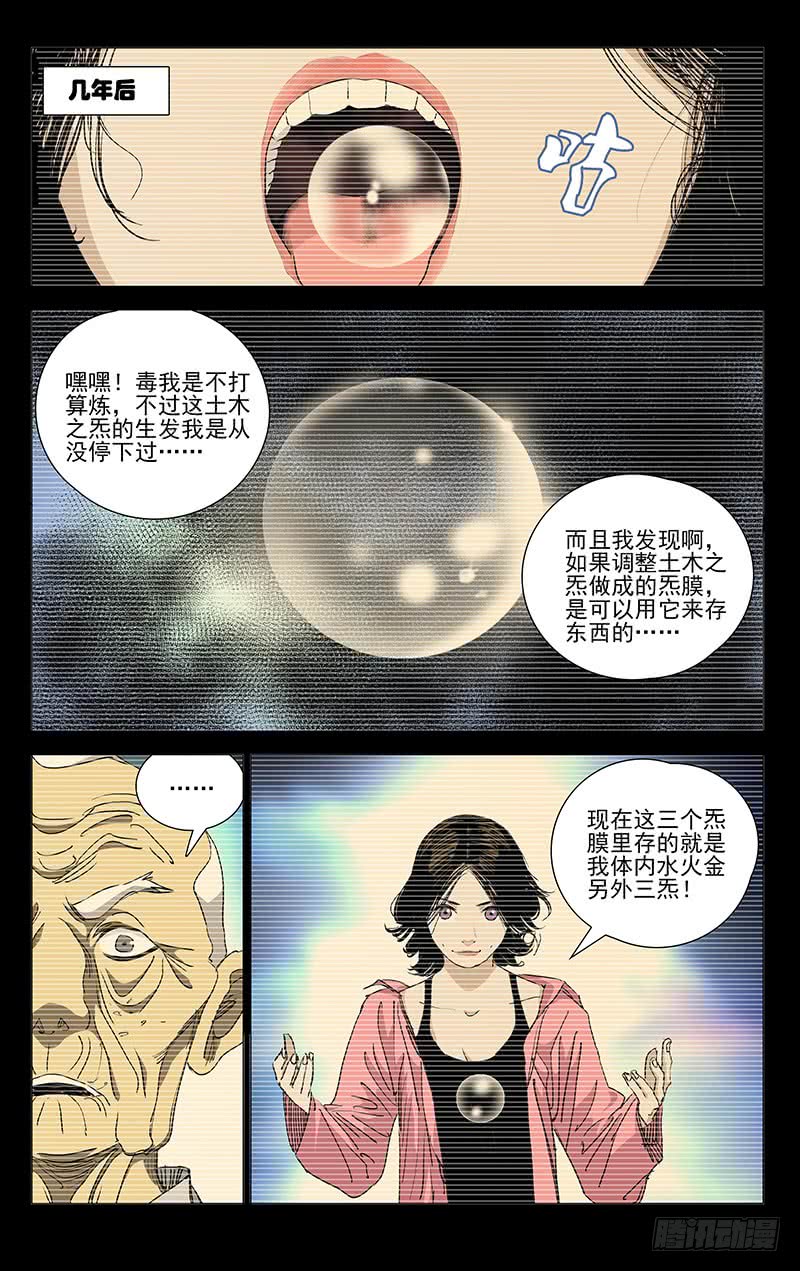 几年后
咕
嘿嘿！毒我是不打
算炼，不过这土木
之炁的生发我是从
没停下过……
而且我发现啊，
如果调整土木之
炁做成的炁膜，
是可以用它来存
东西的……
……
现在这三个炁
膜里存的就是
我体内水火金
另外三炁！
腾讯动漫